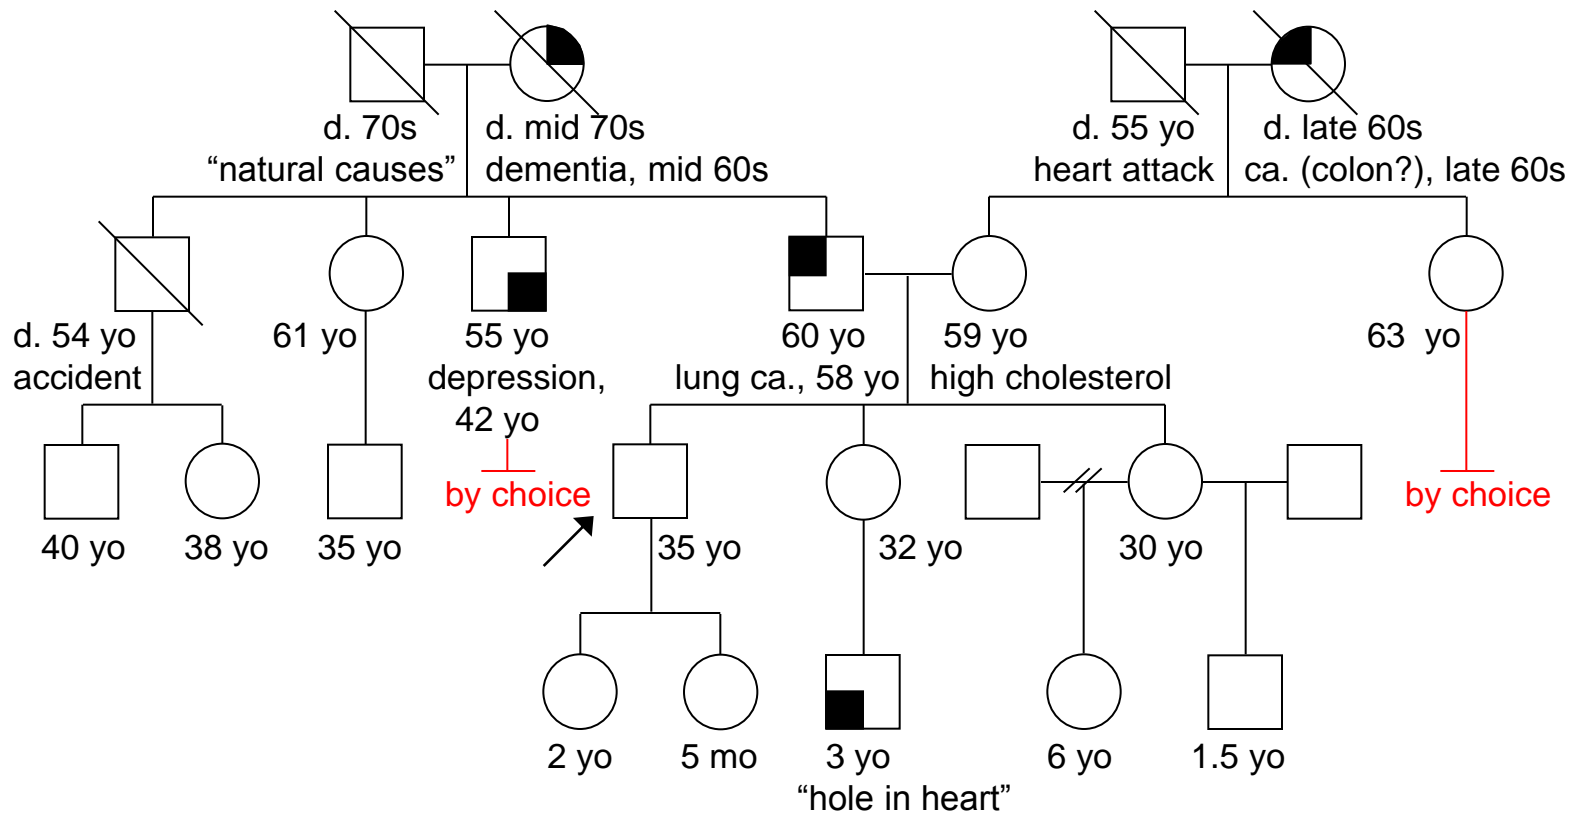 d. 70s
"natural causes"
d. mid 70s
dementia, mid 60s
d. 55 yo
heart attack
d. late 60s
ca. (colon?), late 60s
d. 54 yo
accident
61 yo
55 yo
depression,
42 yo
by choice
60 yo
lung ca., 58 yo
59 yo
high cholesterol
63 yo
by choice
40 yo
38 yo
35 yo
35 yo
32 yo
30 yo
2 yo
5 mo
3 yo
“hole in heart”
6 yo
1.5 yo